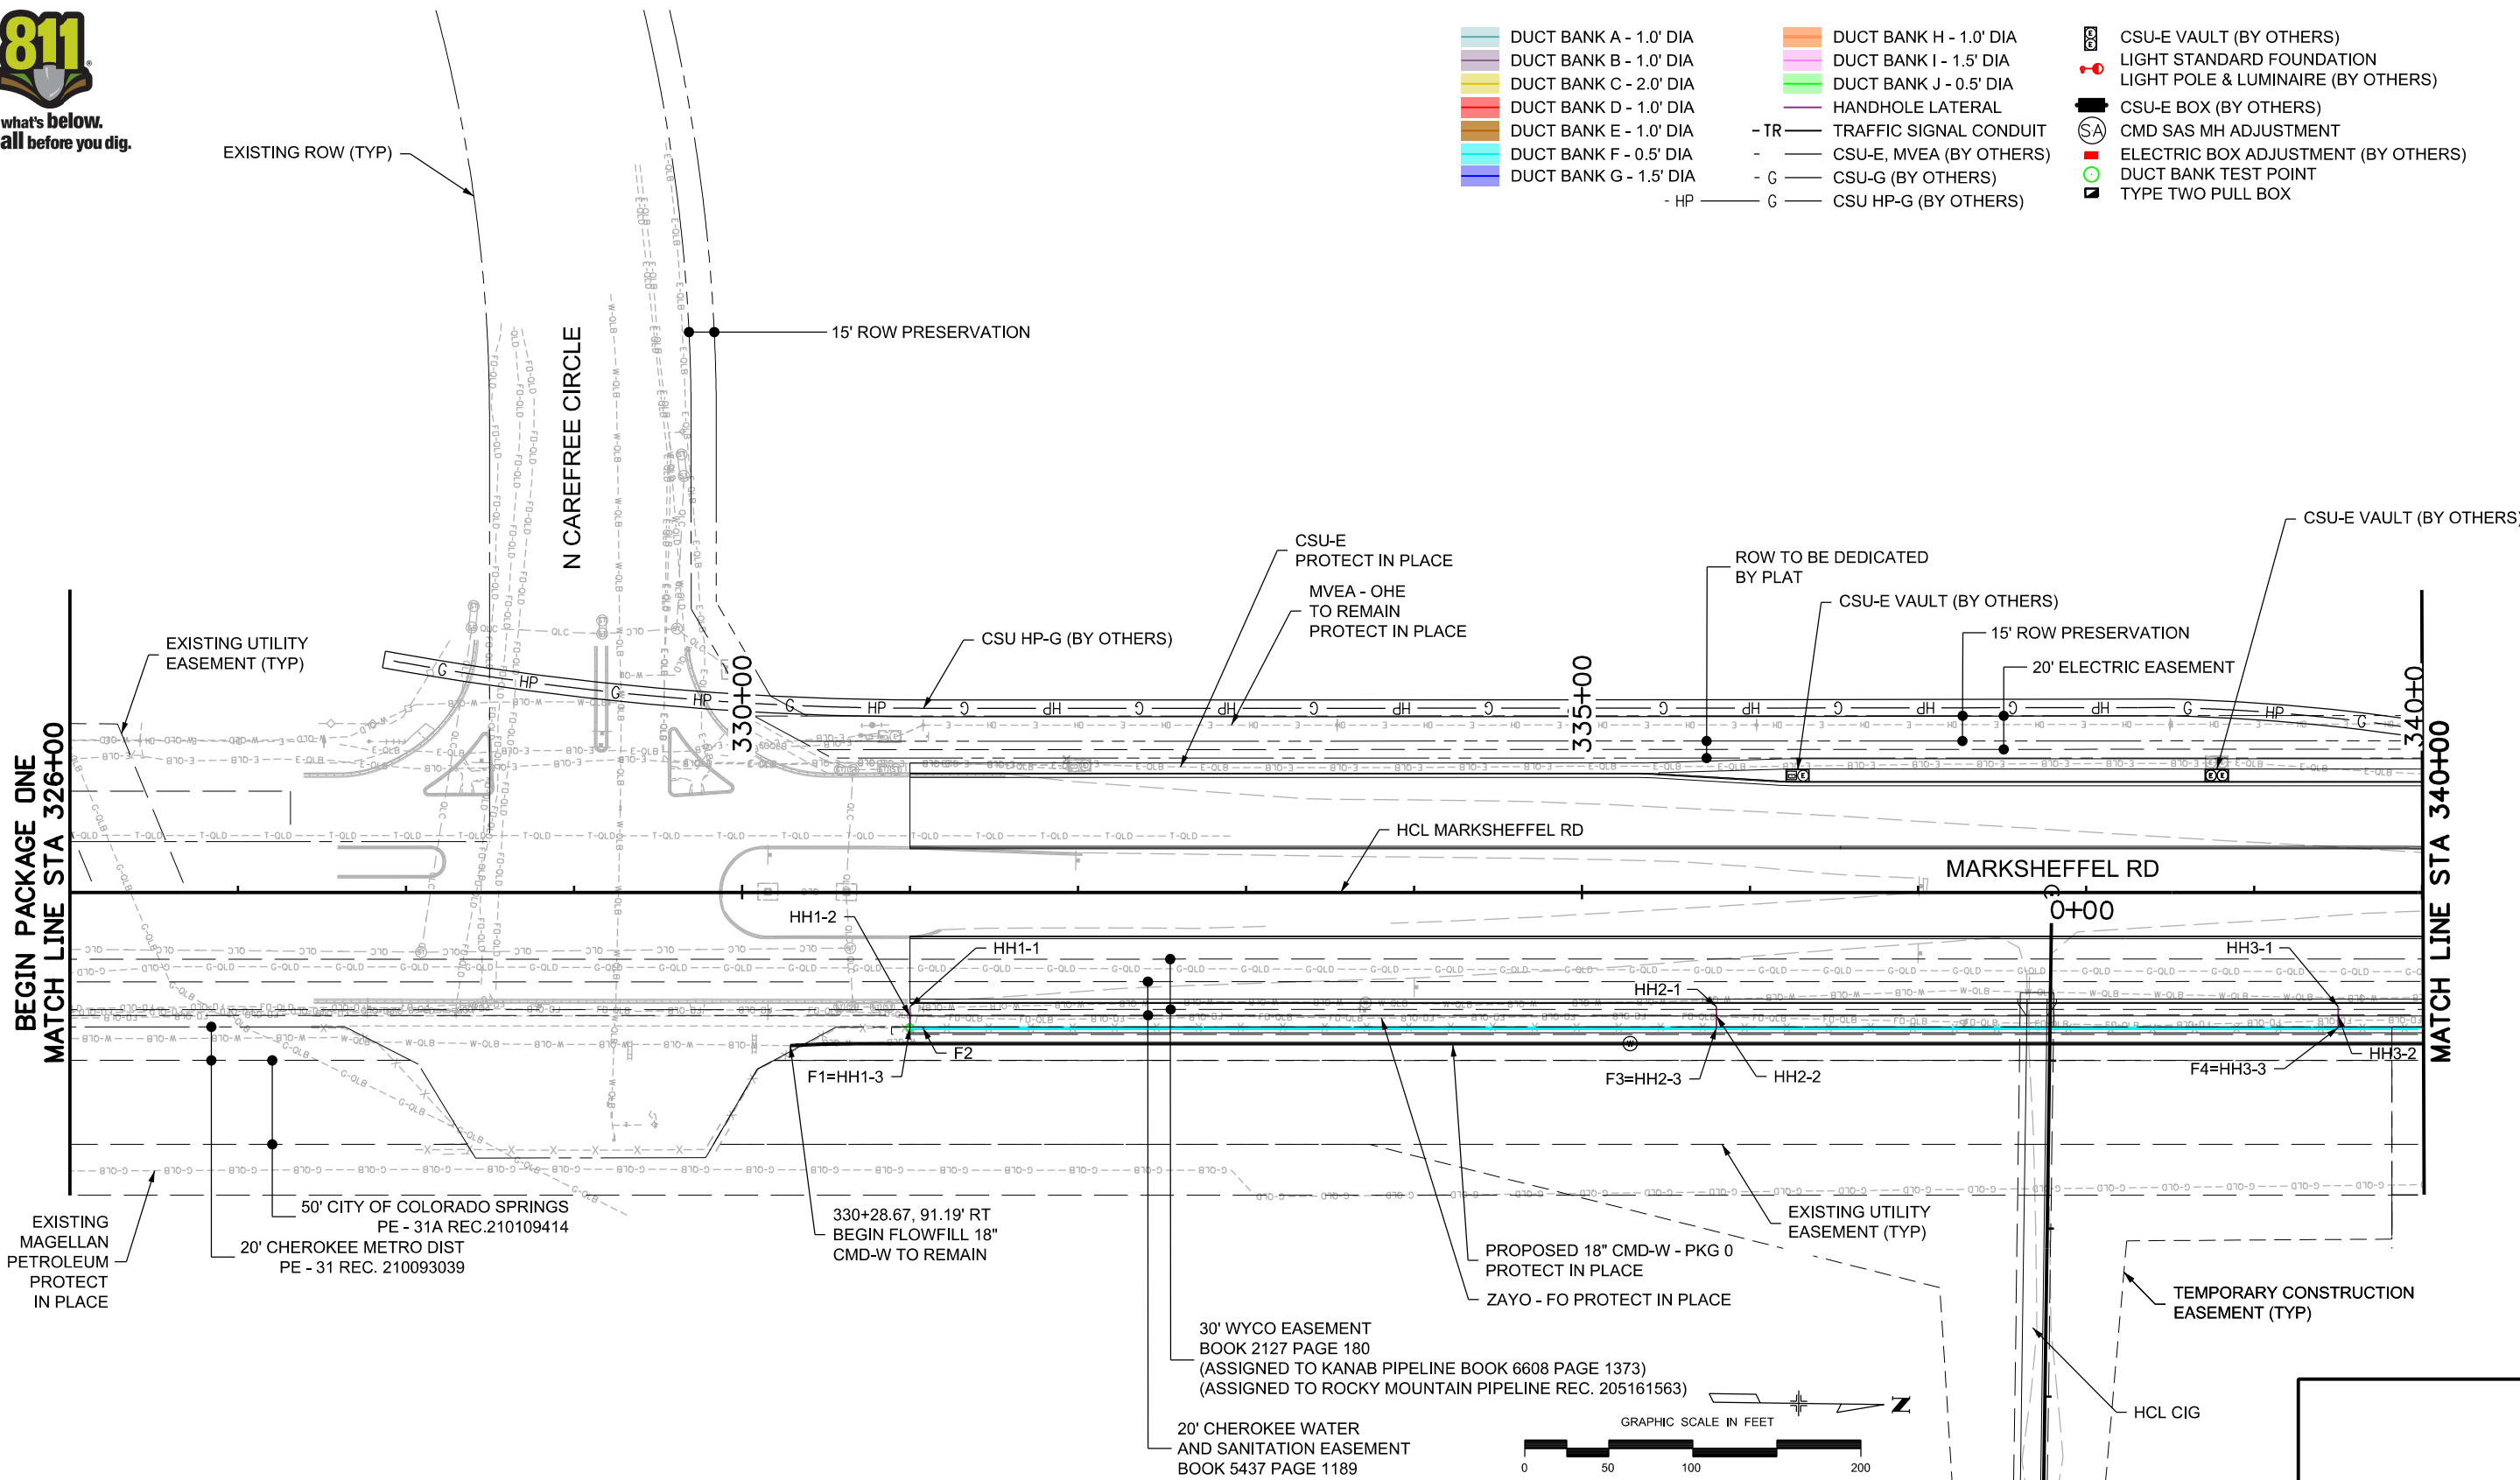 811
what's below.
all before you dig.
DUCT BANK A - 1.0' DIA
DUCT BANK B - 1.0' DIA
DUCT BANK C - 2.0' DIA
DUCT BANK D - 1.0' DIA
DUCT BANK E - 1.0' DIA
DUCT BANK F - 0.5' DIA
DUCT BANK G - 1.5' DIA
DUCT BANK H - 1.0' DIA
DUCT BANK I - 1.5' DIA
DUCT BANK J - 0.5' DIA
HANDHOLE LATERAL
- TR TRAFFIC SIGNAL CONDUIT
- CSU-E, MVEA (BY OTHERS)
- G CSU-G (BY OTHERS)
- HP G CSU HP-G (BY OTHERS)
CSU-E VAULT (BY OTHERS)
LIGHT STANDARD FOUNDATION
LIGHT POLE & LUMINAIRE (BY OTHERS)
CSU-E BOX (BY OTHERS)
SA CMD SAS MH ADJUSTMENT
ELECTRIC BOX ADJUSTMENT (BY OTHERS)
DUCT BANK TEST POINT
TYPE TWO PULL BOX
EXISTING ROW (TYP)
15' ROW PRESERVATION
N CAREFREE CIRCLE
CSU-E VAULT (BY OTHERS)
CSU-E
PROTECT IN PLACE
ROW TO BE DEDICATED
BY PLAT
MVEA - OHE
TO REMAIN
PROTECT IN PLACE
CSU-E VAULT (BY OTHERS)
EXISTING UTILITY
EASEMENT (TYP)
CSU HP-G (BY OTHERS)
15' ROW PRESERVATION
20' ELECTRIC EASEMENT
330+00
335+00
340+0
BEGIN PACKAGE ONE
MATCH LINE STA 326+00
MATCH LINE STA 340+00
HCL MARKSHEFFEL RD
MARKSHEFFEL RD
0+00
HH1-2
HH1-1
HH2-1
HH3-1
F2
F1=HH1-3
F3=HH2-3
HH2-2
F4=HH3-3
HH3-2
50' CITY OF COLORADO SPRINGS
PE - 31A REC.210109414
20' CHEROKEE METRO DIST
PE - 31 REC. 210093039
EXISTING
MAGELLAN
PETROLEUM
PROTECT
IN PLACE
330+28.67, 91.19' RT
BEGIN FLOWFILL 18"
CMD-W TO REMAIN
EXISTING UTILITY
EASEMENT (TYP)
PROPOSED 18" CMD-W - PKG 0
PROTECT IN PLACE
ZAYO - FO PROTECT IN PLACE
TEMPORARY CONSTRUCTION
EASEMENT (TYP)
30' WYCO EASEMENT
BOOK 2127 PAGE 180
(ASSIGNED TO KANAB PIPELINE BOOK 6608 PAGE 1373)
(ASSIGNED TO ROCKY MOUNTAIN PIPELINE REC. 205161563)
20' CHEROKEE WATER
AND SANITATION EASEMENT
BOOK 5437 PAGE 1189
N
GRAPHIC SCALE IN FEET
0 50 100 200
HCL CIG